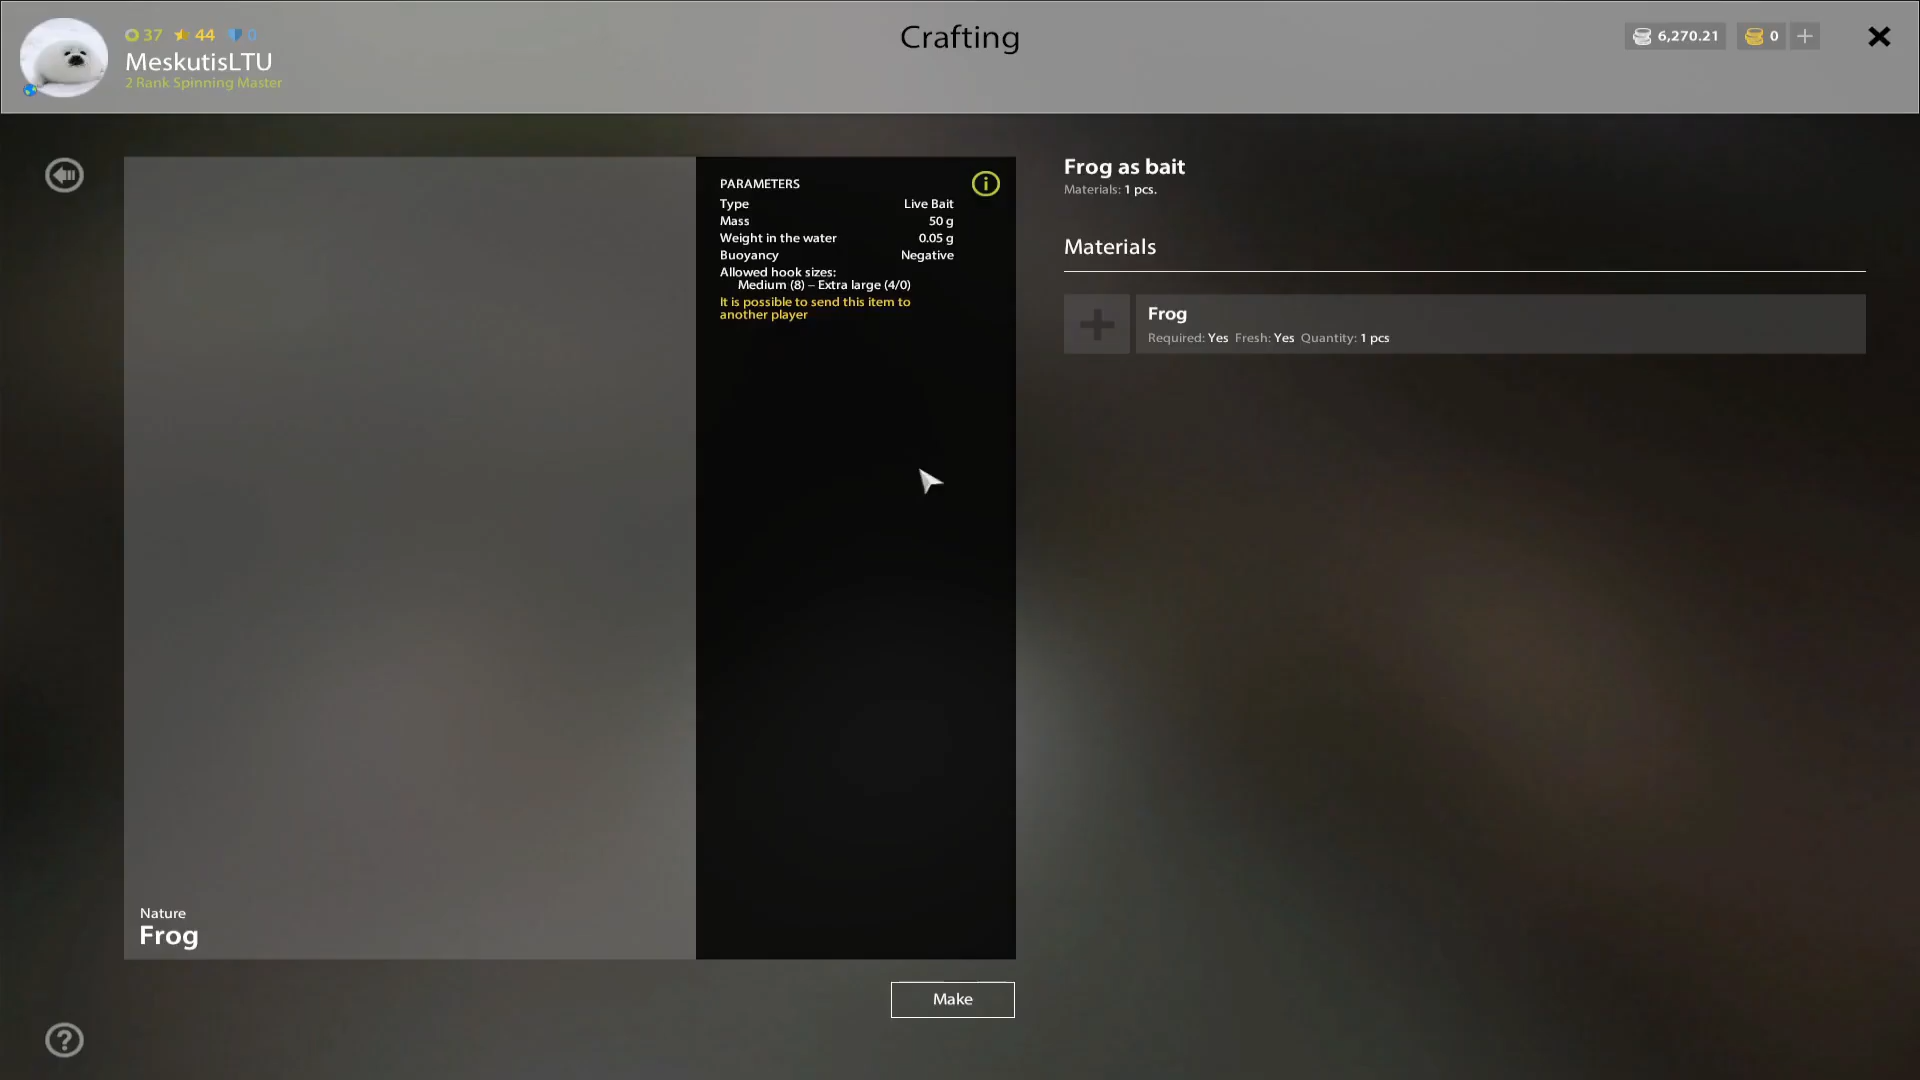 37 44 0
MeskutisLTU
2 Rank Spinning Master
Crafting
6,270.21 0
PARAMETERS
Type Live Bait
Mass 50 g
Weight in the water 0.05 g
Buoyancy Negative
Allowed hook sizes:
Medium (8) – Extra large (4/0)
It is possible to send this item to
another player
Nature
Frog
Make
Frog as bait
Materials: 1 pcs.
Materials
Frog
Required: Yes Fresh: Yes Quantity: 1 pcs